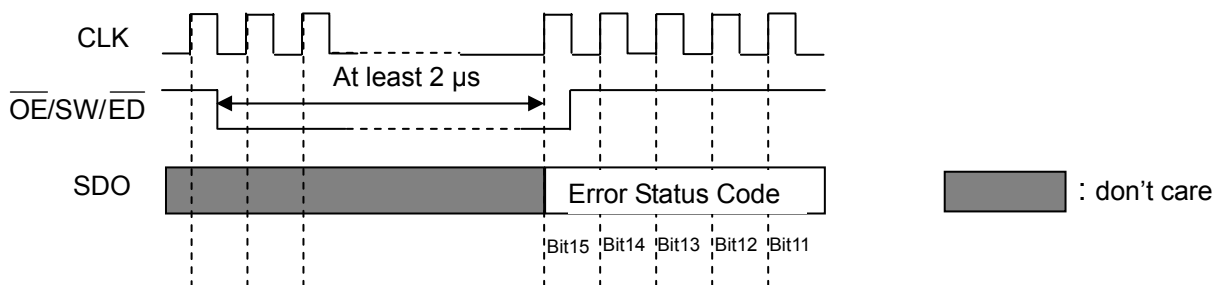 CLK
At least 2 µs
OE/SW/ED
SDO
Error Status Code
: don't care
Bit15 Bit14 Bit13 Bit12 Bit11